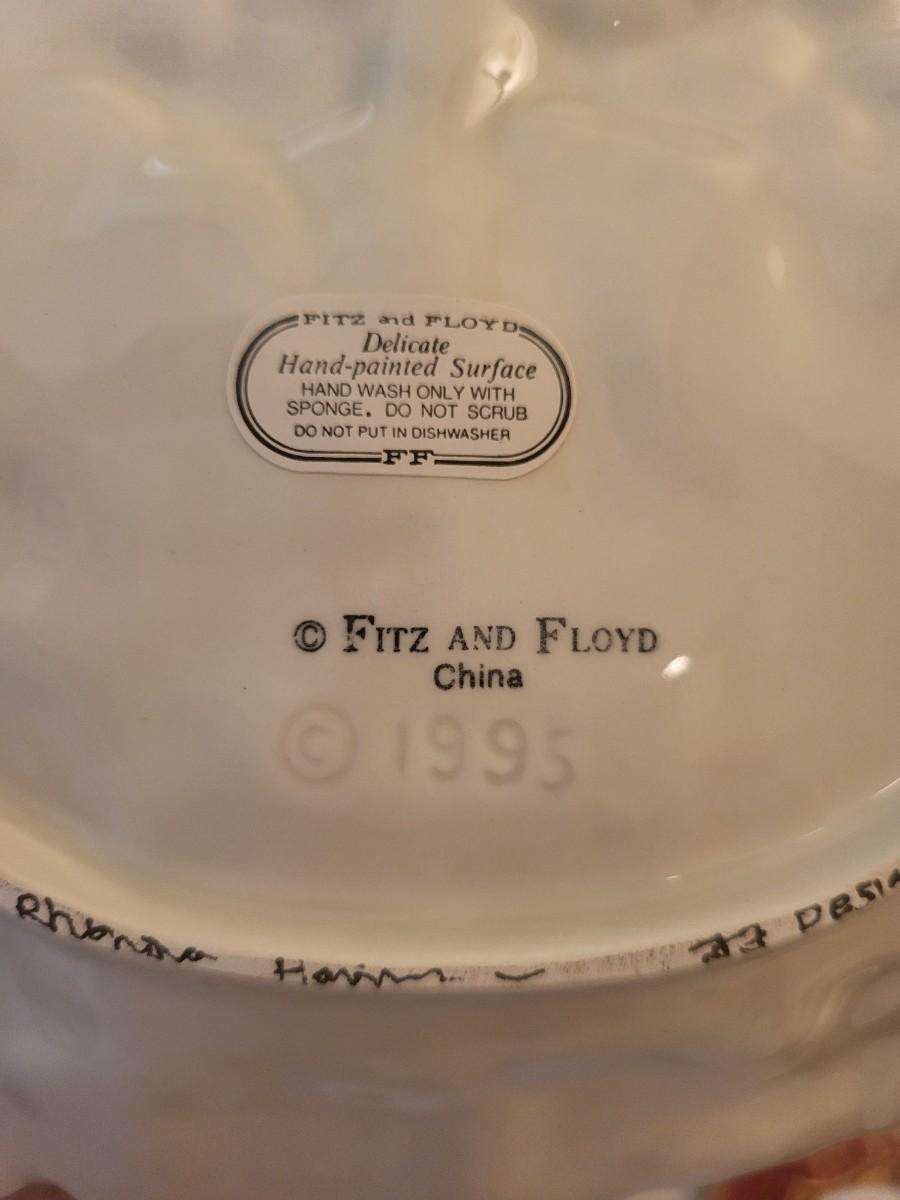 FITZ and FLOYD
Delicate
Hand-painted Surface
HAND WASH ONLY WITH
SPONGE. DO NOT SCRUB
DO NOT PUT IN DISHWASHER
FF
© FITZ AND FLOYD
China
© 1995